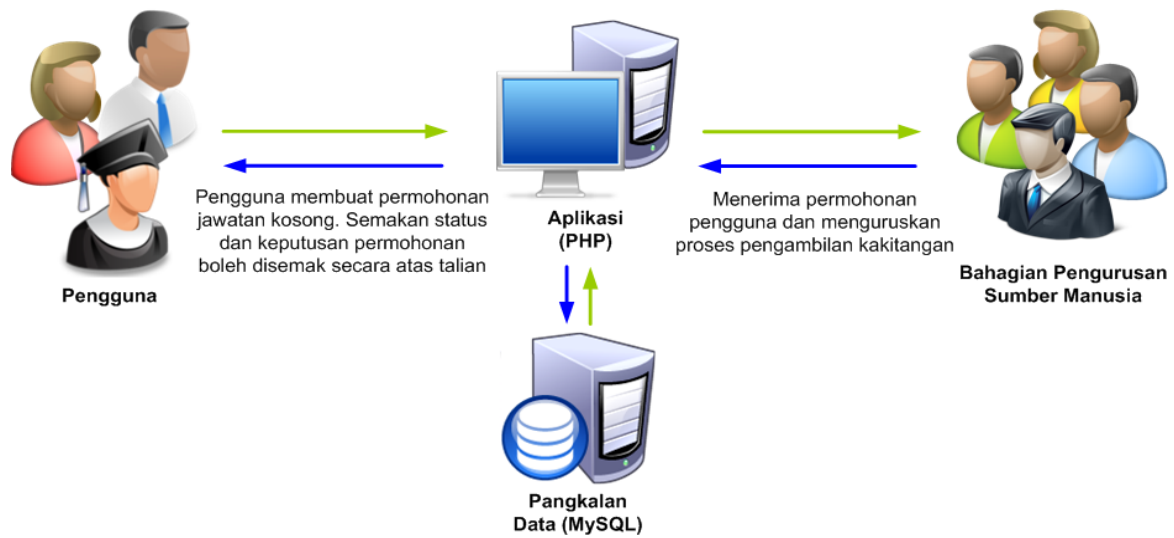 Pengguna membuat permohonan
jawatan kosong. Semakan status
dan keputusan permohonan
boleh disemak secara atas talian
Pengguna
Aplikasi
(PHP)
Menerima permohonan
pengguna dan menguruskan
proses pengambilan kakitangan
Bahagian Pengurusan
Sumber Manusia
Pangkalan
Data (MySQL)